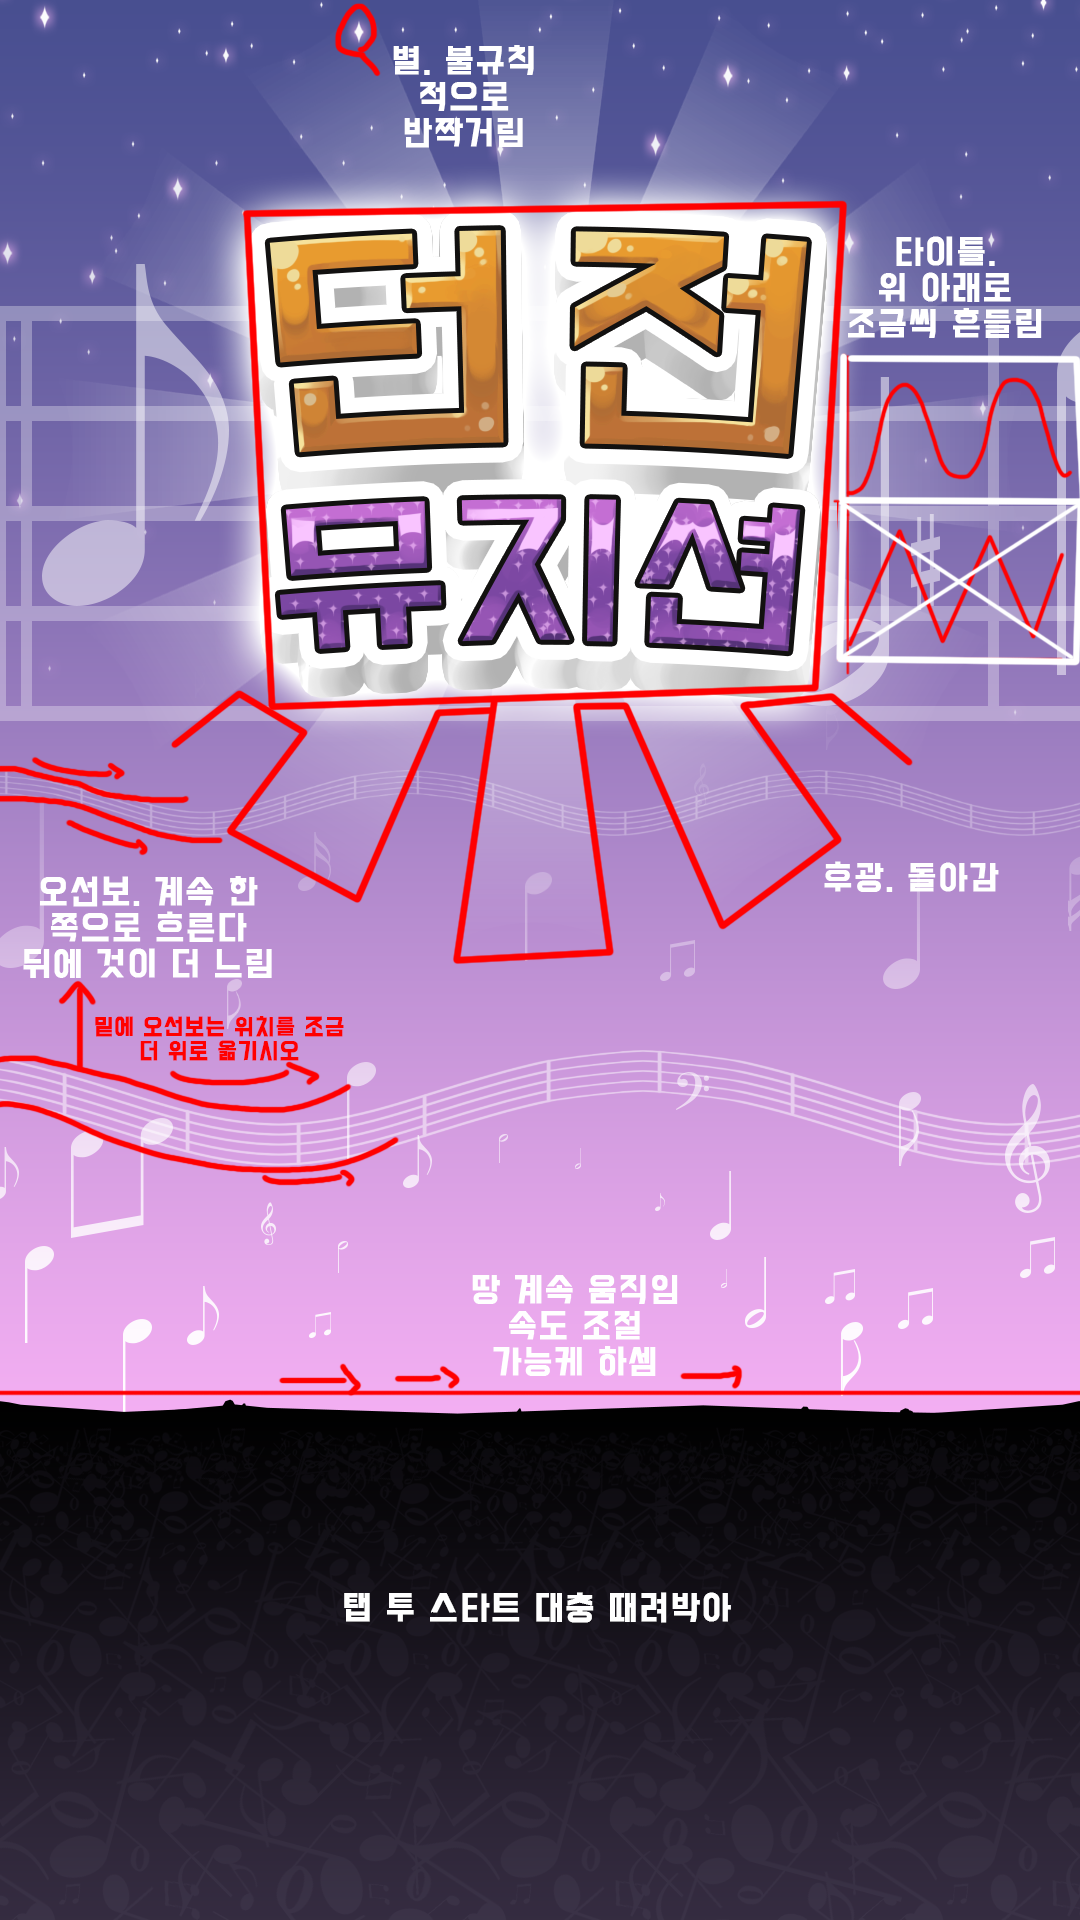 별. 불규칙
적으로
반짝거림
던전
뮤지션
타이틀.
위 아래로
조금씩 흔들림
후광. 돌아감
오선보. 계속 한
쪽으로 흐른다
뒤에 것이 더 느림
밑에 오선보는 위치를 조금
더 위로 옮기시오
땅 계속 움직임
속도 조절
가능케 하셈
탭 투 스타트 대충 때려박아